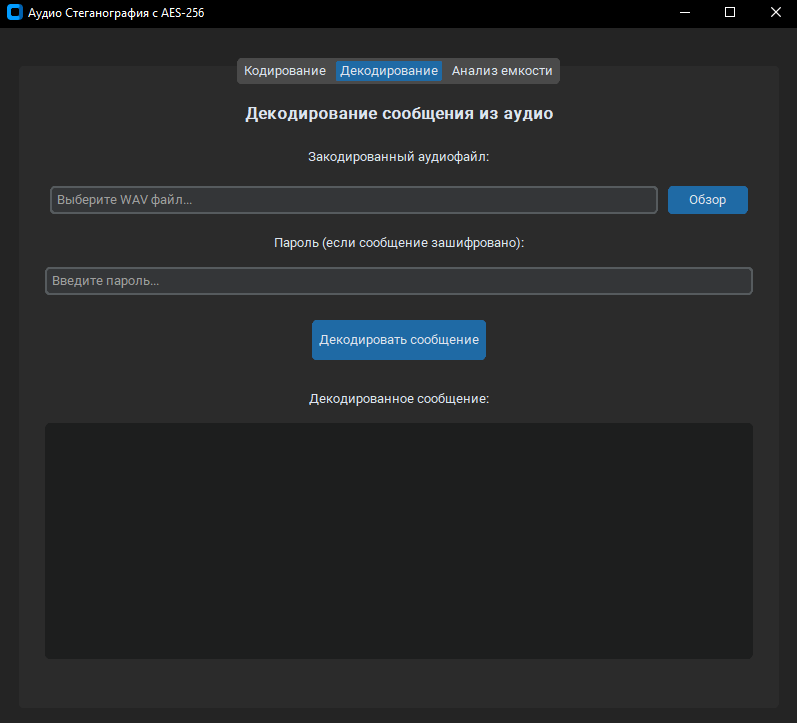 Аудио Стеганография с AES-256
Кодирование Декодирование Анализ емкости
Декодирование сообщения из аудио
Закодированный аудиофайл:
Выберите WAV файл... Обзор
Пароль (если сообщение зашифровано):
Введите пароль...
Декодировать сообщение
Декодированное сообщение: